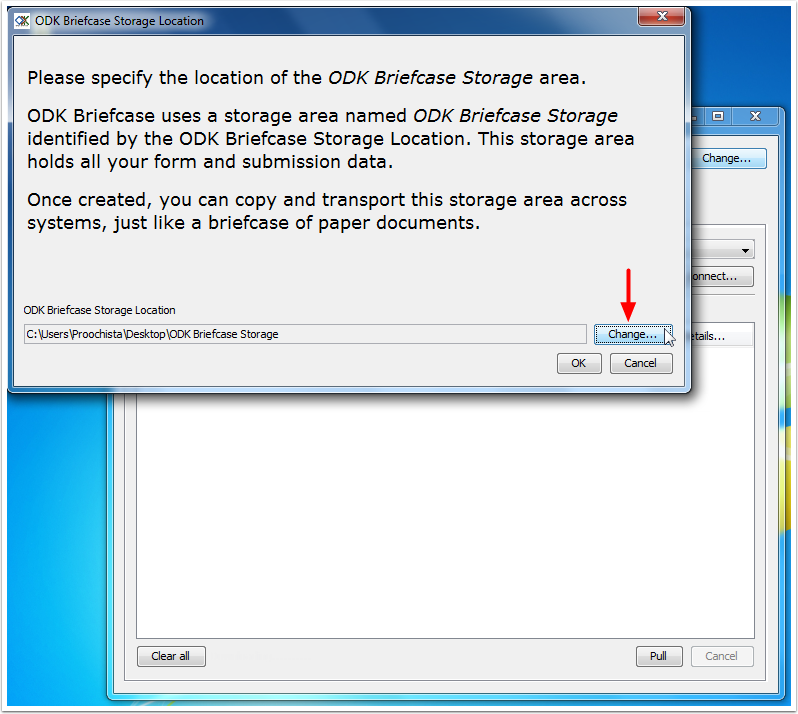 ODK Briefcase Storage Location
Please specify the location of the ODK Briefcase Storage area.
ODK Briefcase uses a storage area named ODK Briefcase Storage
identified by the ODK Briefcase Storage Location. This storage area
holds all your form and submission data.
Once created, you can copy and transport this storage area across
systems, just like a briefcase of paper documents.
ODK Briefcase Storage Location
C:\Users\Proochista\Desktop\ODK Briefcase Storage
Change...
OK
Cancel
Change...
onnect...
etails...
Clear all
Pull
Cancel